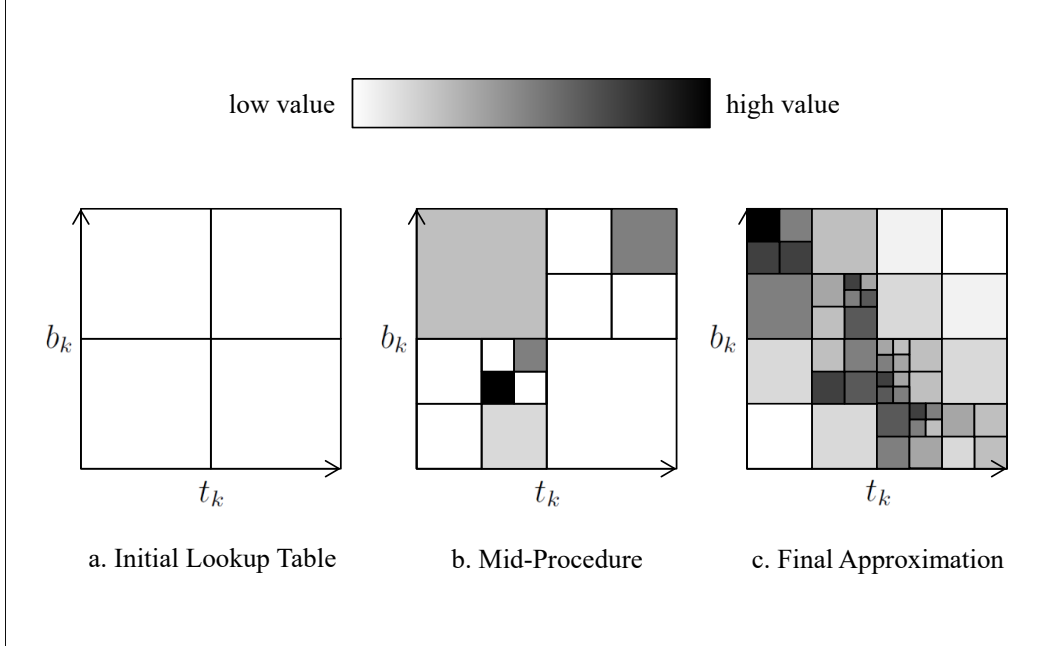 low value high value
b_k b_k b_k
t_k t_k t_k
a. Initial Lookup Table b. Mid-Procedure c. Final Approximation